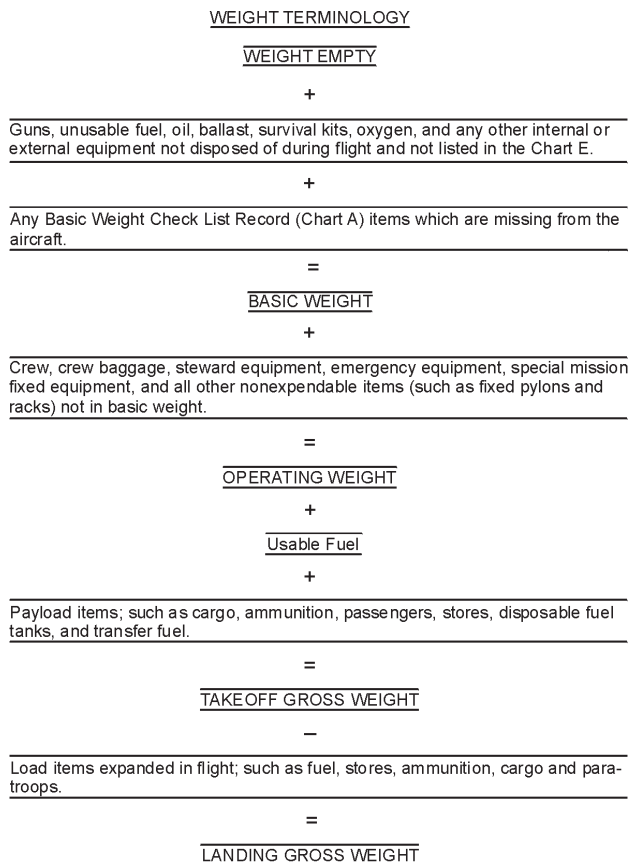 WEIGHT TERMINOLOGY
WEIGHT EMPTY
+
Guns, unusable fuel, oil, ballast, survival kits, oxygen, and any other internal or
external equipment not disposed of during flight and not listed in the Chart E.
+
Any Basic Weight Check List Record (Chart A) items which are missing from the
aircraft.
=
BASIC WEIGHT
+
Crew, crew baggage, steward equipment, emergency equipment, special mission
fixed equipment, and all other nonexpendable items (such as fixed pylons and
racks) not in basic weight.
=
OPERATING WEIGHT
+
Usable Fuel
+
Payload items; such as cargo, ammunition, passengers, stores, disposable fuel
tanks, and transfer fuel.
=
TAKEOFF GROSS WEIGHT
–
Load items expanded in flight; such as fuel, stores, ammunition, cargo and para-
troops.
=
LANDING GROSS WEIGHT